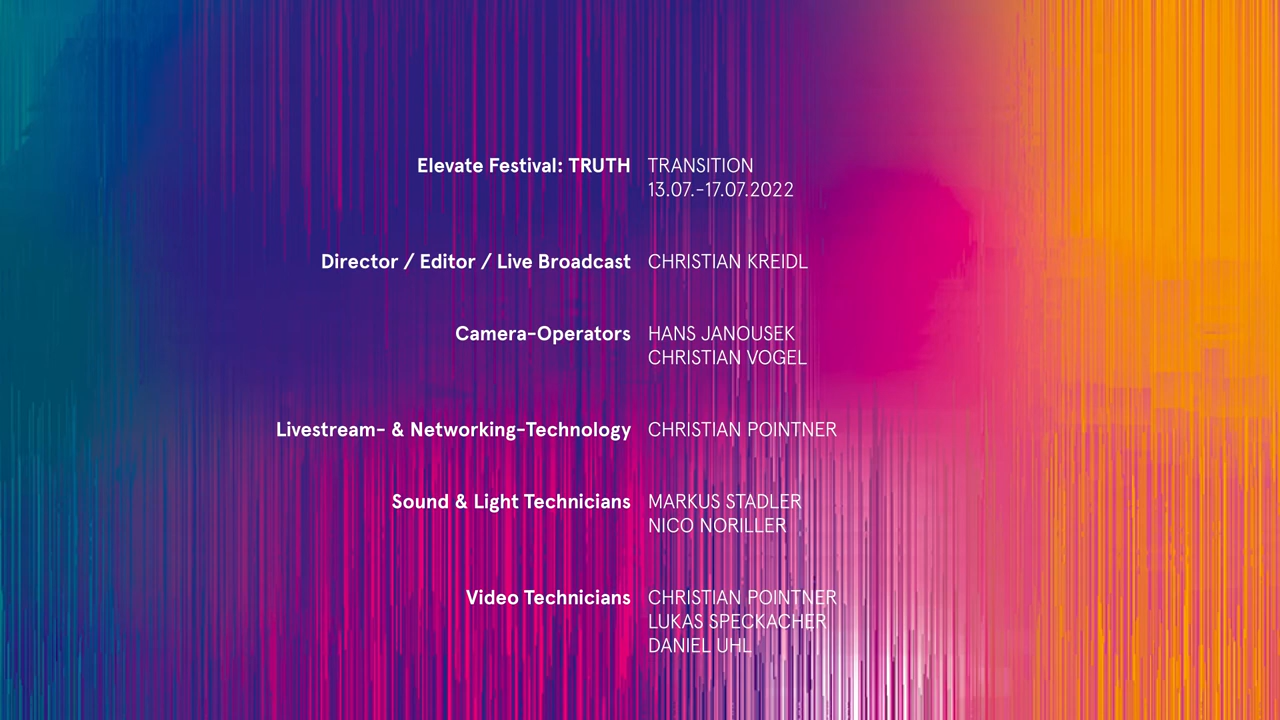 Elevate Festival: TRUTH TRANSITION
13.07.-17.07.2022
Director / Editor / Live Broadcast CHRISTIAN KREIDL
Camera-Operators HANS JANOUSEK
CHRISTIAN VOGEL
Livestream- & Networking-Technology CHRISTIAN POINTNER
Sound & Light Technicians MARKUS STADLER
NICO NORILLER
Video Technicians CHRISTIAN POINTNER
LUKAS SPECKACHER
DANIEL UHL